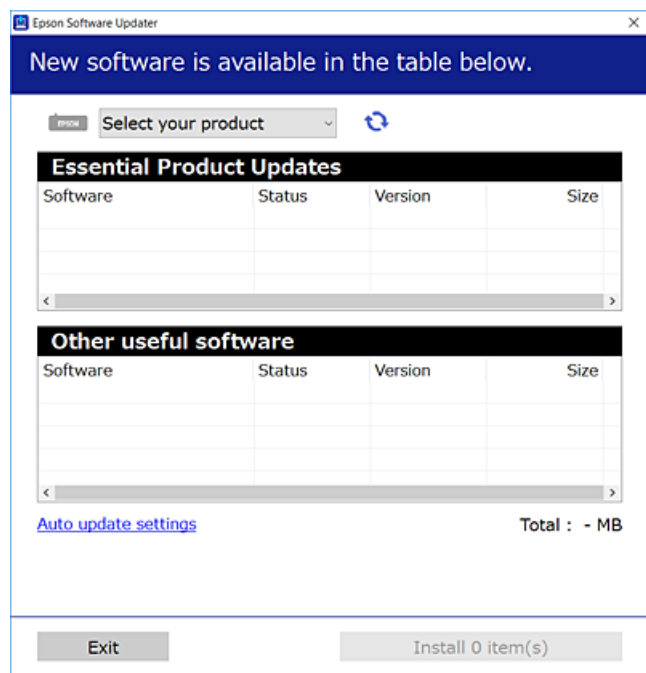 Epson Software Updater
New software is available in the table below.
EPSON Select your product
Essential Product Updates
Software Status Version Size
Other useful software
Software Status Version Size
Auto update settings Total : - MB
Exit Install 0 item(s)